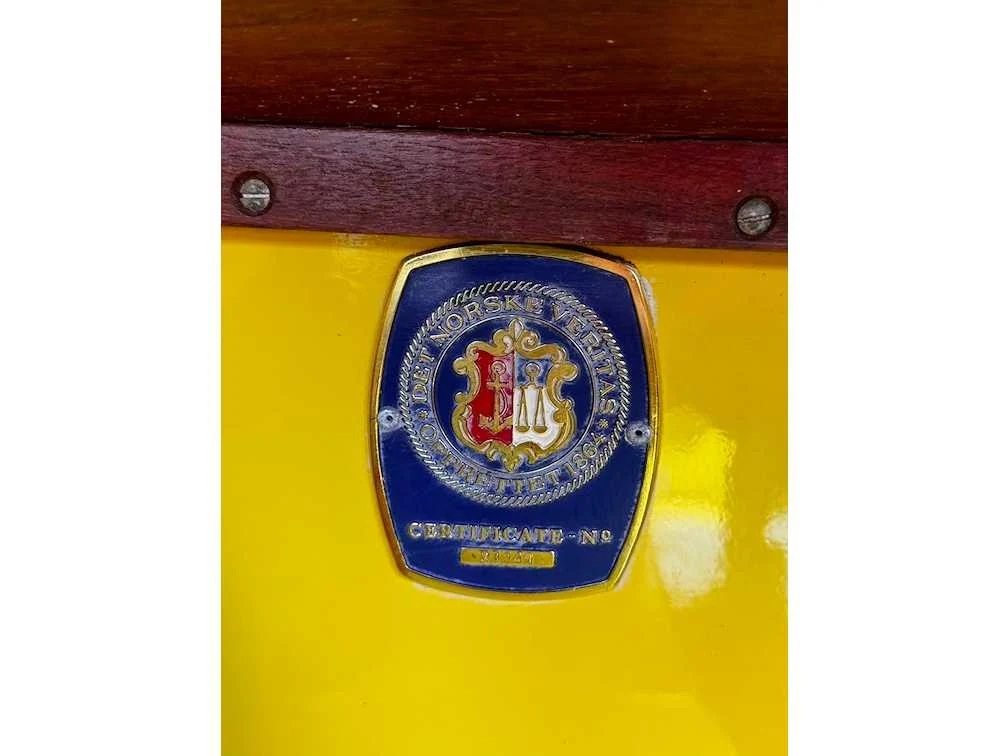 DET NORSKE VERITAS
* OPPRETTET 1864 *
CERTIFICATE - Nº